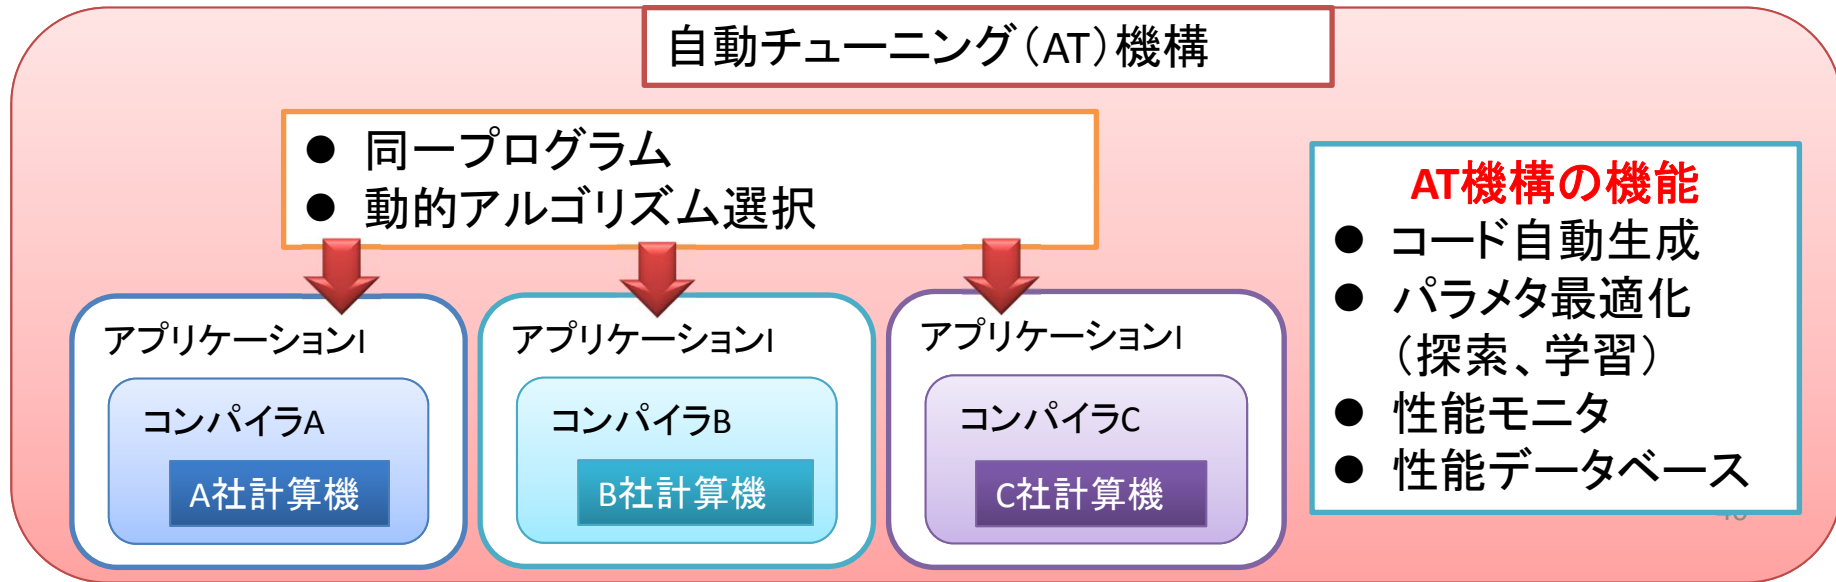 自動チューニング（AT）機構
● 同一プログラム
● 動的アルゴリズム選択
アプリケーションI
コンパイラA
A社計算機
アプリケーションI
コンパイラB
B社計算機
アプリケーションI
コンパイラC
C社計算機
AT機構の機能
● コード自動生成
● パラメタ最適化
（探索、学習）
● 性能モニタ
● 性能データベース